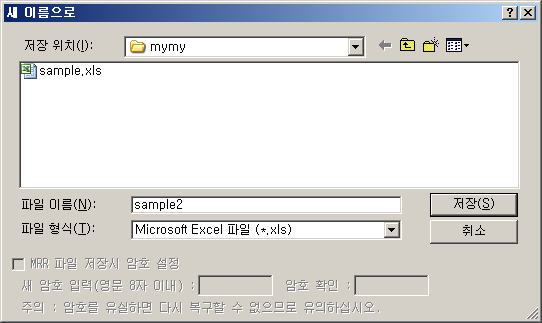 새 이름으로
저장 위치(I): mymy
sample.xls
파일 이름(N): sample2 저장(S)
파일 형식(T): Microsoft Excel 파일 (*.xls) 취소
MRR 파일 저장시 암호 설정
새 암호 입력(영문 8자 이내) : 암호 확인 :
주의 : 암호를 유실하면 다시 복구할 수 없으므로 유의하십시오.